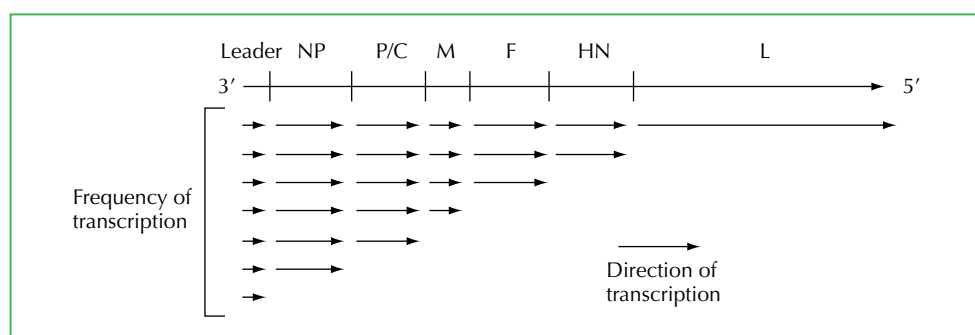 Leader NP P/C M F HN L
3′ 5′
Frequency of
transcription
Direction of
transcription